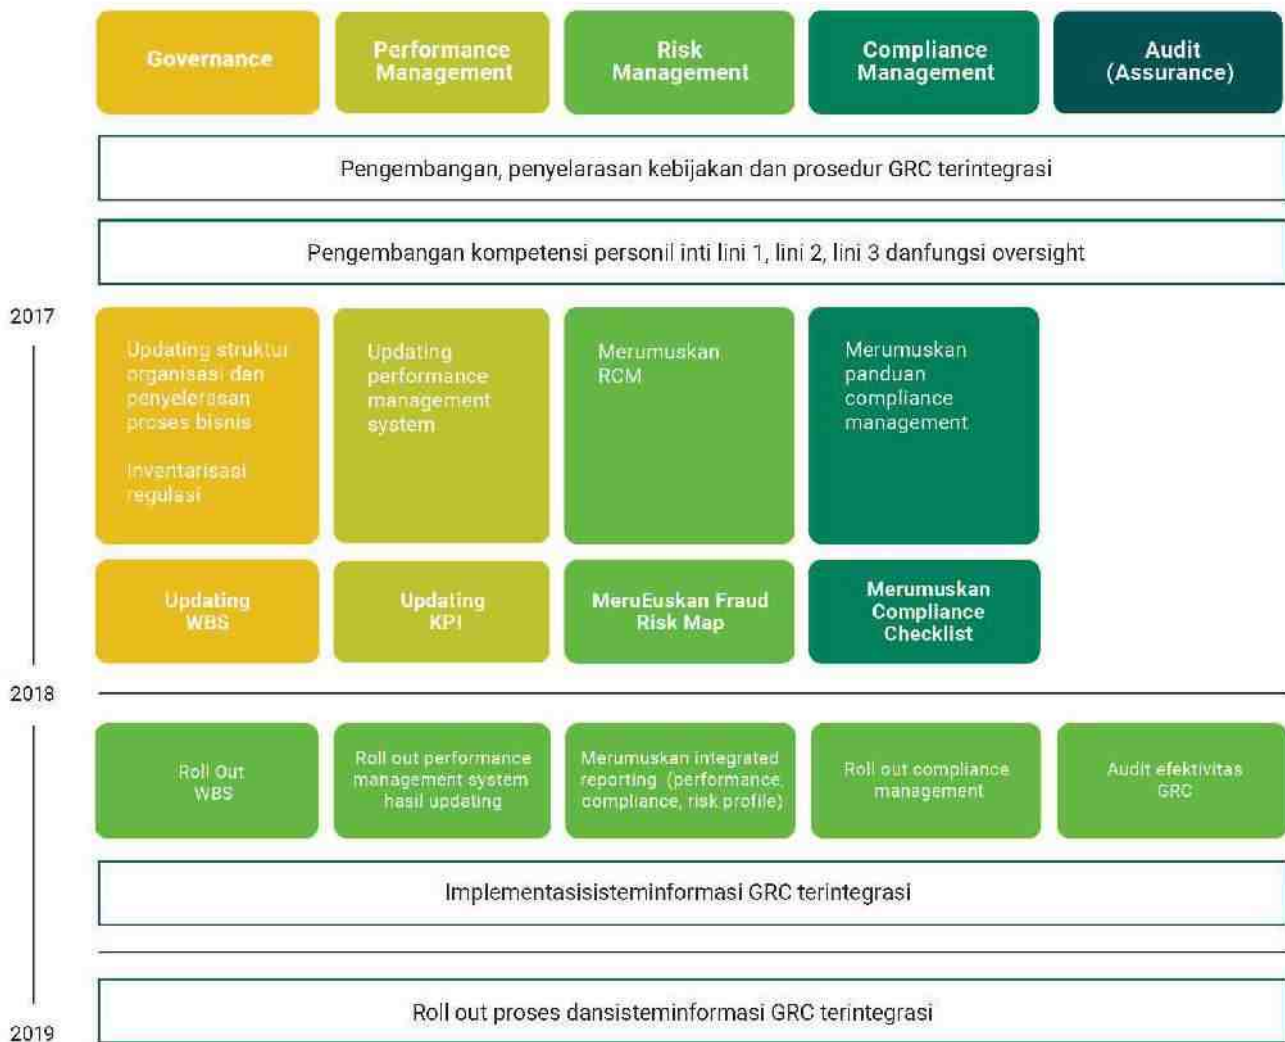 Governance
Performance
Management
Risk
Management
Compliance
Management
Audit
(Assurance)
Pengembangan, penyelarasan kebijakan dan prosedur GRC terintegrasi
Pengembangan kompetensi personil inti lini 1, lini 2, lini 3 danfungsi oversight
2017
Updating struktur
organisasi dan
penyelerasan
proses bisnis
Inventarisasi
regulasi
Updating
performance
management
system
Merumuskan
RCM
Merumuskan
panduan
compliance
management
Updating
WBS
Updating
KPI
MeruEuskan Fraud
Risk Map
Merumuskan
Compliance
Checklist
2018
Roll Out
WBS
Roll out performance
management system
hasil updating
Merumuskan integrated
reporting (performance,
compliance, risk profile)
Roll out compliance
management
Audit efektivitas
GRC
Implementasisisteminformasi GRC terintegrasi
Roll out proses dansisteminformasi GRC terintegrasi
2019